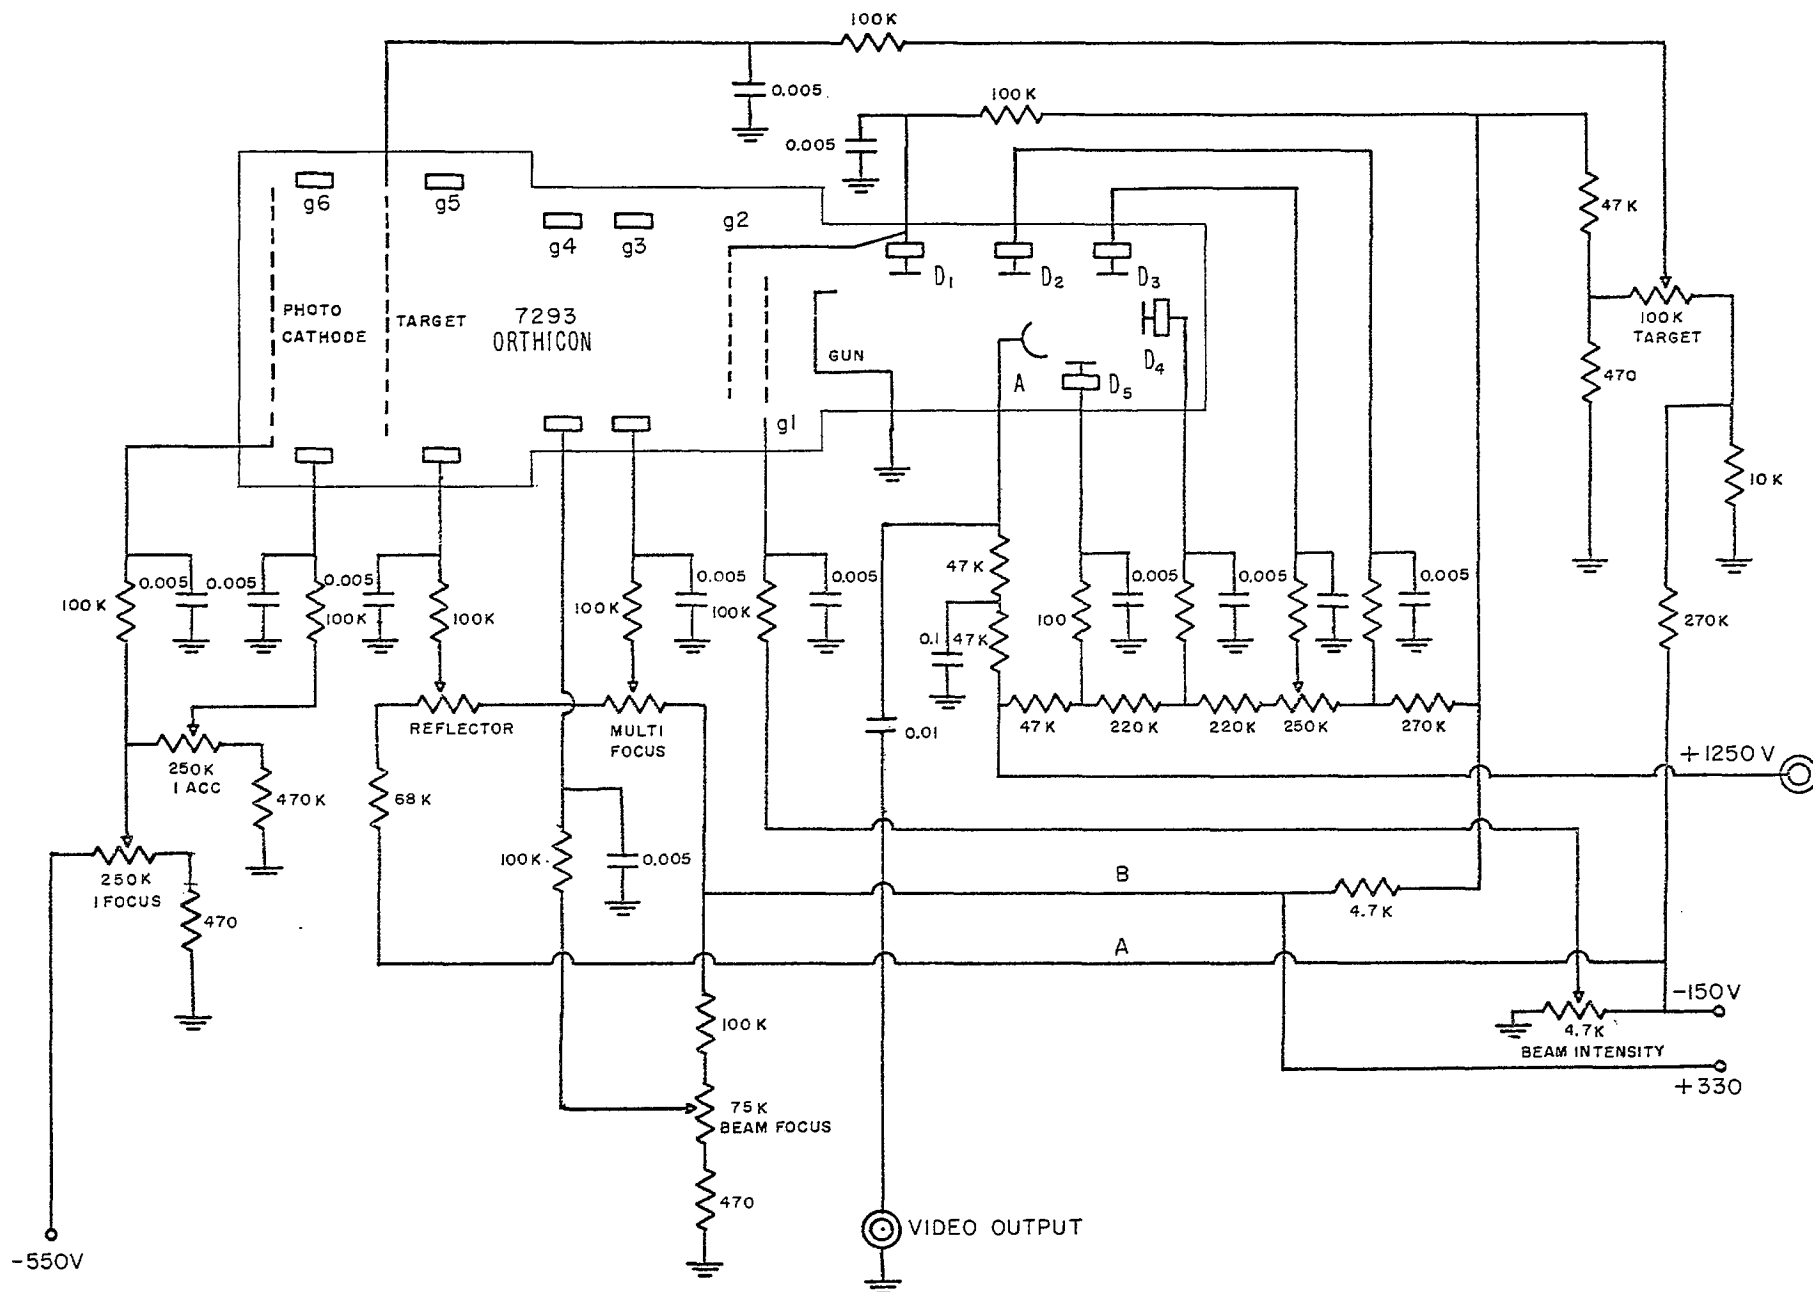 100K
0.005
100K
0.005
g6
g5
g4
g3
g2
D1
D2
D3
47K
PHOTO
CATHODE
TARGET
7293
ORTHICON
GUN
A
D4
D5
100K
TARGET
470
g1
10K
0.005
0.005
0.005
0.005
0.005
0.005
0.005
0.005
100K
100K
100K
100K
100K
47K
0.1
47K
100
270K
REFLECTOR
MULTI
FOCUS
0.01
47K
220K
220K
250K
270K
250K
1 ACC
470K
68K
+1250V
250K
1 FOCUS
470
100K
0.005
B
4.7K
A
-150V
4.7K
BEAM INTENSITY
+330
100K
75K
BEAM FOCUS
470
VIDEO OUTPUT
-550V